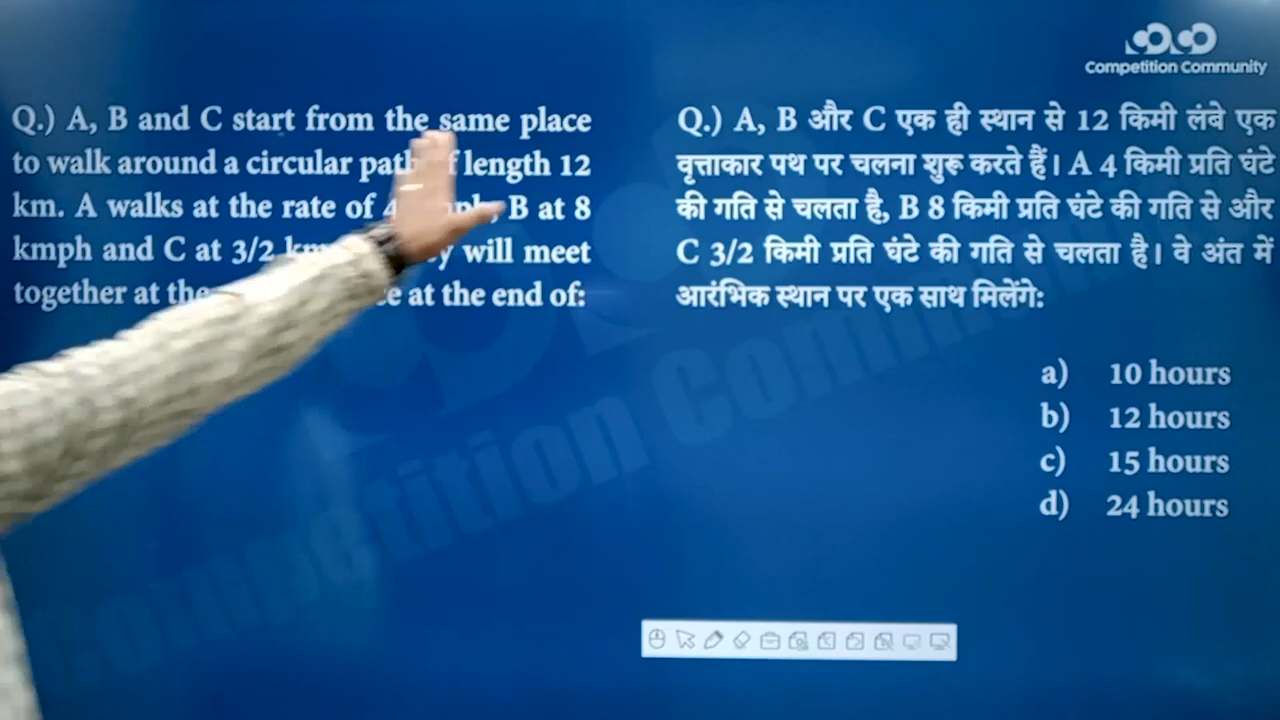 Competition Community
Q.) A, B and C start from the same place
to walk around a circular path length 12
km. A walks at the rate of 4 B at 8
kmph and C at 3/2 will meet
together at the at the end of:
Q.) A, B और C एक ही स्थान से 12 किमी लंबे एक
वृत्ताकार पथ पर चलना शुरू करते हैं। A 4 किमी प्रति घंटे
की गति से चलता है, B 8 किमी प्रति घंटे की गति से और
C 3/2 किमी प्रति घंटे की गति से चलता है। वे अंत में
आरंभिक स्थान पर एक साथ मिलेंगे:
a) 10 hours
b) 12 hours
c) 15 hours
d) 24 hours
Competition Community